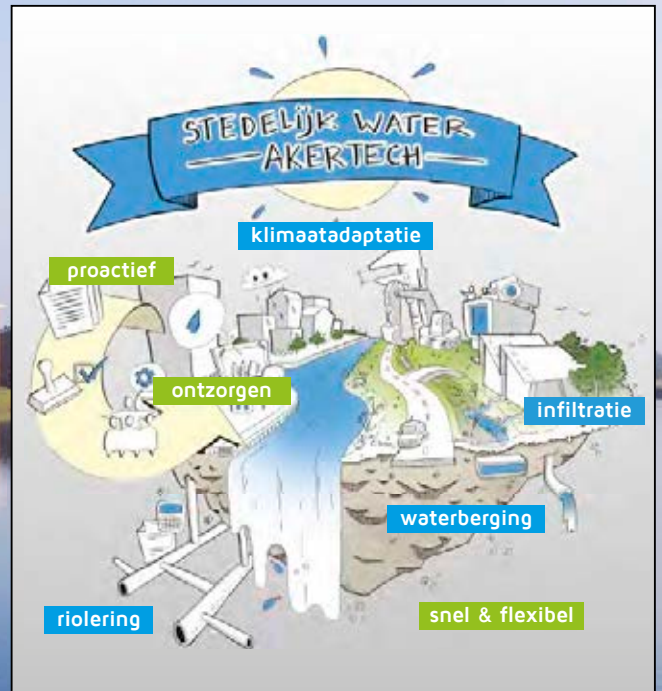 STEDELIJK WATER
AKERTECH
klimaatadaptatie
proactief
ontzorgen
infiltratie
waterberging
riolering
snel & flexibel